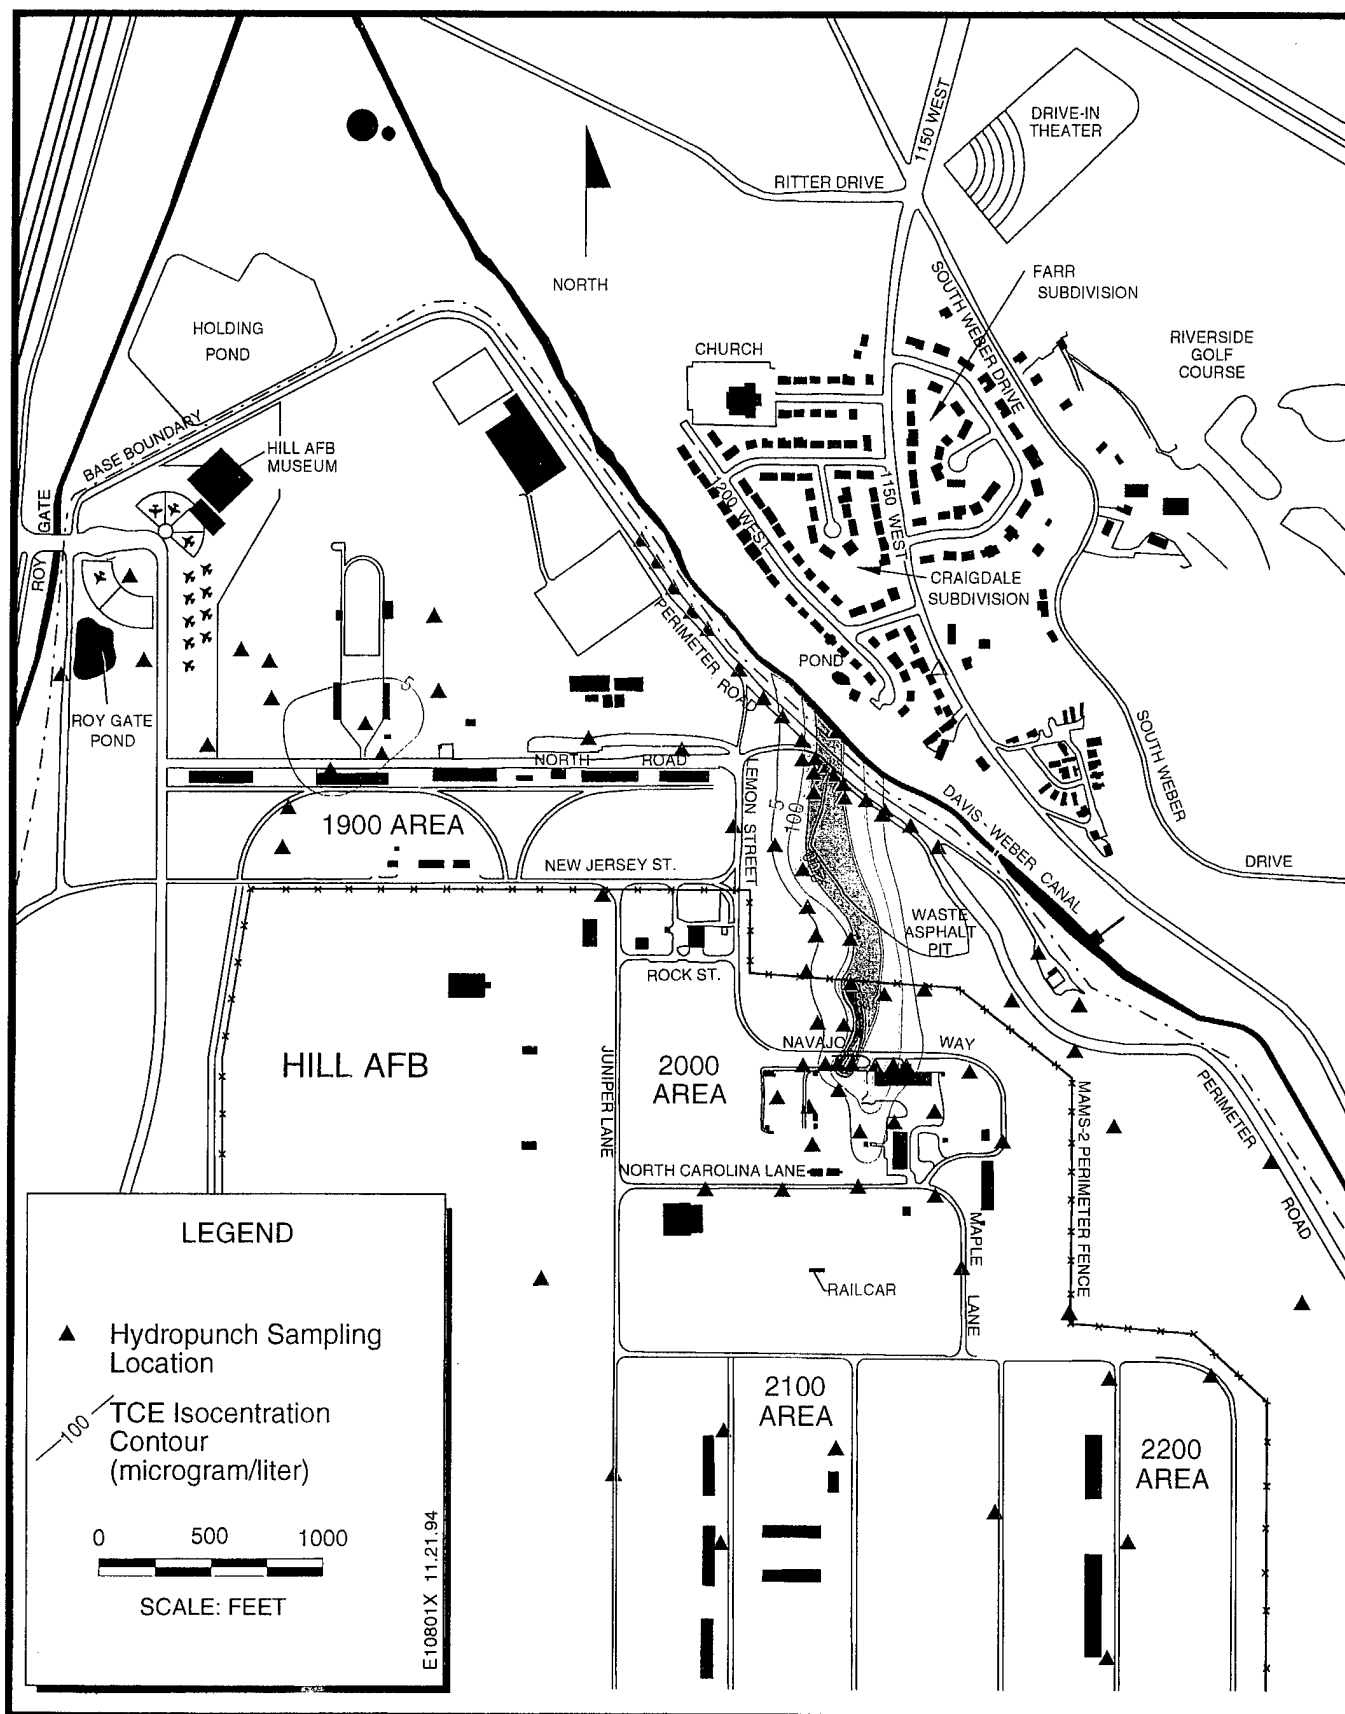 1150 WEST
DRIVE-IN
THEATER
RITTER DRIVE
NORTH
SOUTH WEBER DRIVE
FARR
SUBDIVISION
RIVERSIDE
GOLF
COURSE
HOLDING
POND
CHURCH
BASE BOUNDARY
HILL AFB
MUSEUM
ROY GATE
1200 WEST
1150 WEST
CRAIGDALE
SUBDIVISION
PERIMETER ROAD
POND
5
ROY GATE
POND
NORTH ROAD
SOUTH WEBER
DRIVE
LEMON STREET
5
100
DAVIS - WEBER CANAL
1900 AREA
NEW JERSEY ST.
WASTE
ASPHALT
PIT
ROCK ST.
HILL AFB
JUNIPER LANE
2000
AREA
NAVAJO WAY
PERIMETER ROAD
MAMS-2 PERIMETER FENCE
NORTH CAROLINA LANE
MAPLE LANE
RAILCAR
2100
AREA
2200
AREA
LEGEND
Hydropunch Sampling
Location
100
TCE Isocentration
Contour
(microgram/liter)
0 500 1000
SCALE: FEET
E10801X 11.21.94